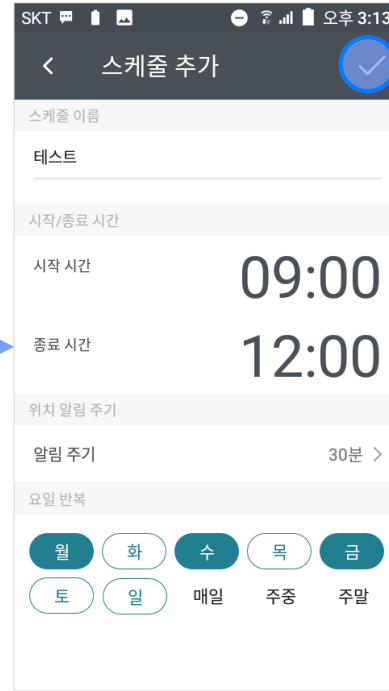 SKT 오후 3:13
스케줄 추가
스케줄 이름
테스트
시작/종료 시간
시작 시간 09:00
종료 시간 12:00
위치 알림 주기
알림 주기 30분
요일 반복
월 화 수 목 금
토 일 매일 주중 주말